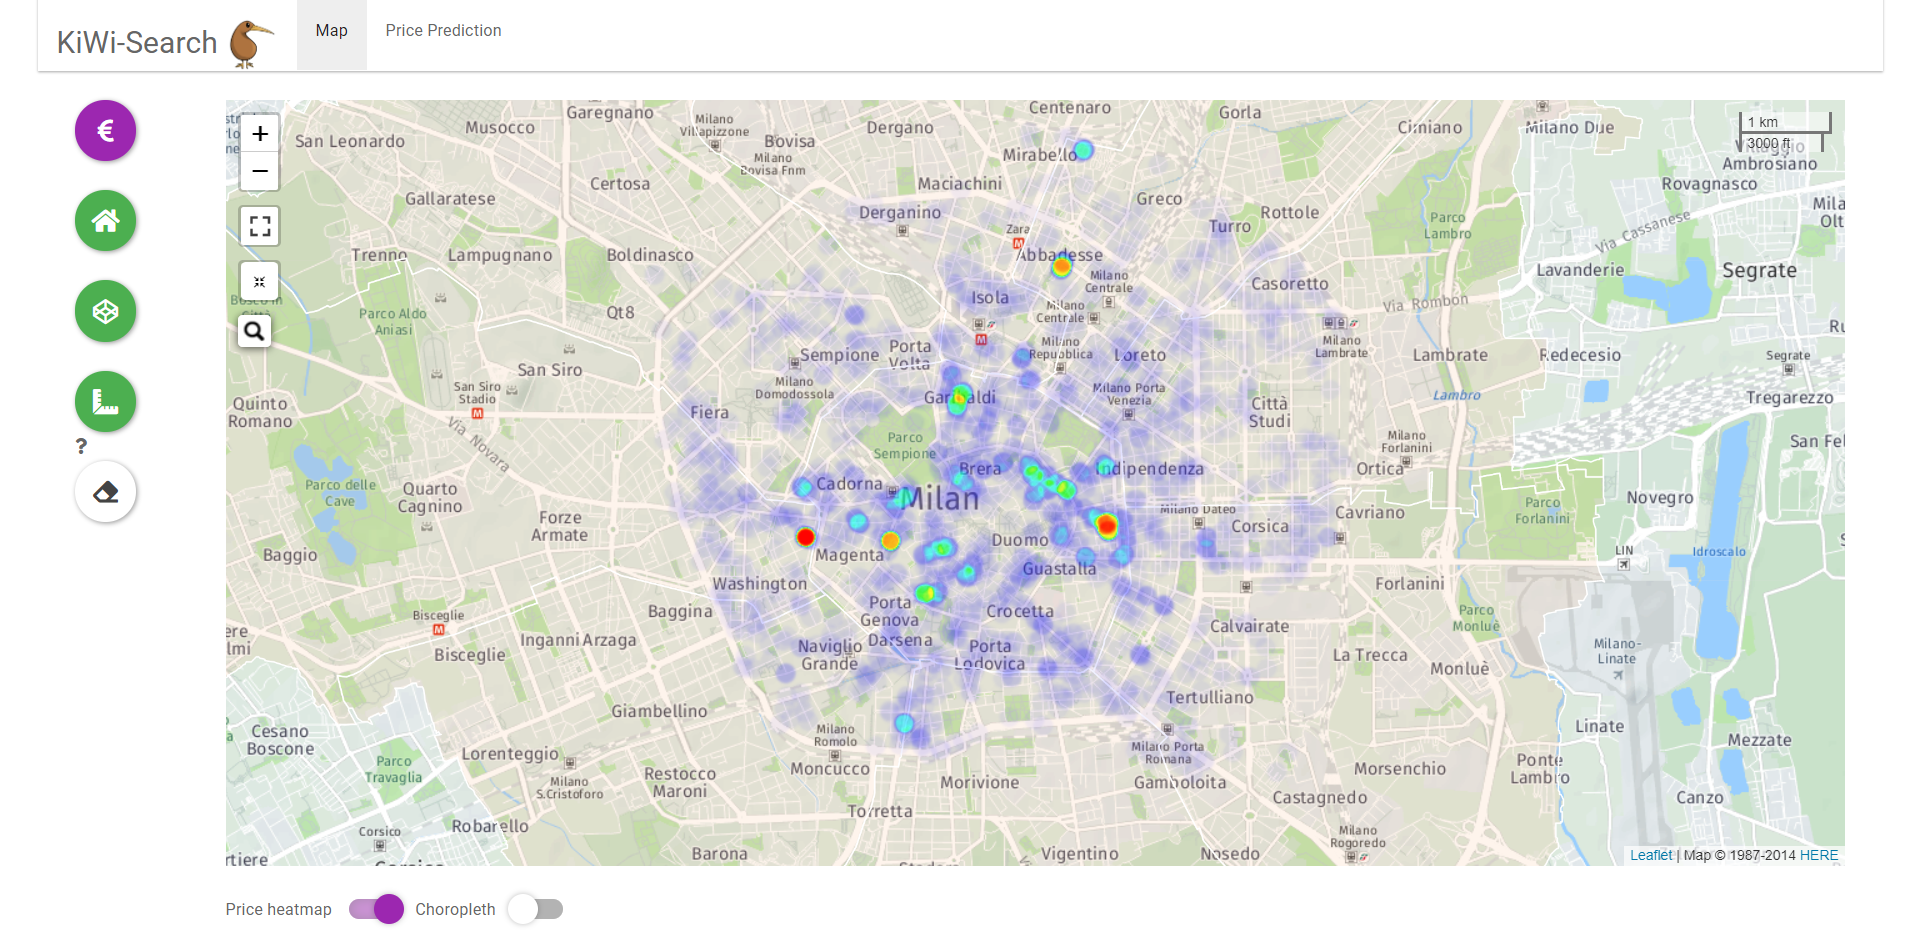 KiWi-Search
Map
Price Prediction
€
+
−
1 km
3000 ft
?
Centenaro
Garegnano
Musocco
Milano
Villapizzone
Bovisa
Milano
Bovisa Fnm
Dergano
Gorla
Cimiano
Milano Due
San Leonardo
Mirabello
Ambrosiano
Rovagnasco
Certosa
Maciachini
Gallaratese
Greco
Derganino
Rottole
Turro
Parco
Lambro
Via Cassanese
Zara
M
Abbadesse
Trenno
Lampugnano
Boldinasco
Milano
Centrale
Lavanderie
Segrate
Casoretto
Isola
Via Rombon
Milano
Centrale
Parco Aldo
Aniasi
Qt8
M
Milano
Repubblica
Loreto
Milano
Lambrate
Lambrate
Redecesio
Segrate
Sempione
Porta
Volta
San Siro
Milano
Domodossola
San Siro
Stadio
M
Garibaldi
Milano Porta
Venezia
Lambro
Tregarezzo
Quinto
Romano
Fiera
Città
Studi
Via Novara
Parco
Sempione
Milano
Forlanini
San Fel
Brera
Indipendenza
Ortica
Cadorna
Milan
Parco delle
Cave
Quarto
Cagnino
Novegro
Parco
Forlanini
Milano Dateo
Cavriano
Forze
Armate
Corsica
Duomo
Baggio
Magenta
LIN
Idroscalo
Guastalla
Washington
Forlanini
Baggina
Porta
Genova
Crocetta
Bisceglie
M
Parco
Monluè
Calvairate
Inganni
Arzaga
Darsena
Naviglio
Grande
Porta
Lodovica
Milano-
Linate
Bisceglie
La Trecca
Monluè
Tertulliano
Giambellino
Linate
Cesano
Boscone
Milano
Romolo
Mezzate
Milano Porta
Romana
Lorenteggio
Parco
Travaglia
Restocco
Maroni
Moncucco
Morivione
Gamboloita
Morsenchio
Ponte
Lambro
Milano
S.Cristoforo
Castagnedo
Canzo
Torretta
Robarello
Corsico
Milano
Rogoredo
Barona
Vigentino
Nosedo
Leaflet | Map © 1987-2014 HERE
Price heatmap
Choropleth